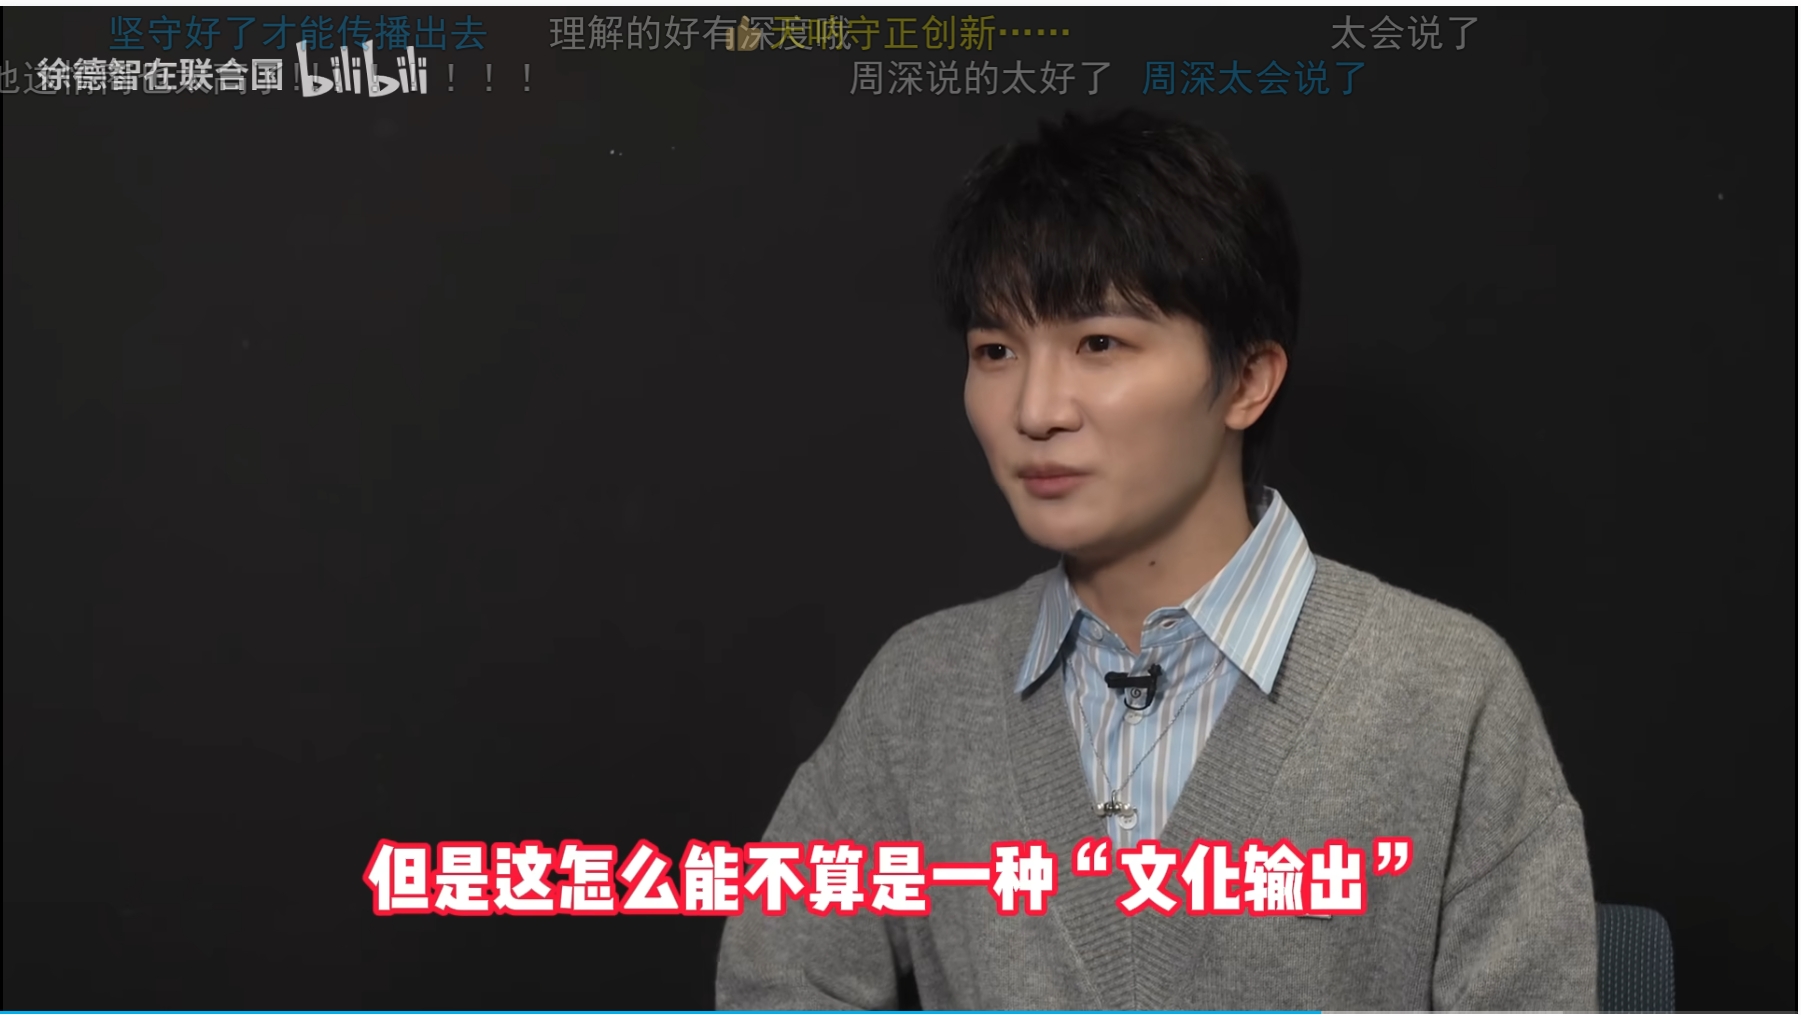 坚守好了才能传播出去
理解的好有深度哦
天呐守正创新……
太会说了
徐德智在联合国 bilibili
！！！
周深说的太好了
周深太会说了
但是这怎么能不算是一种“文化输出”